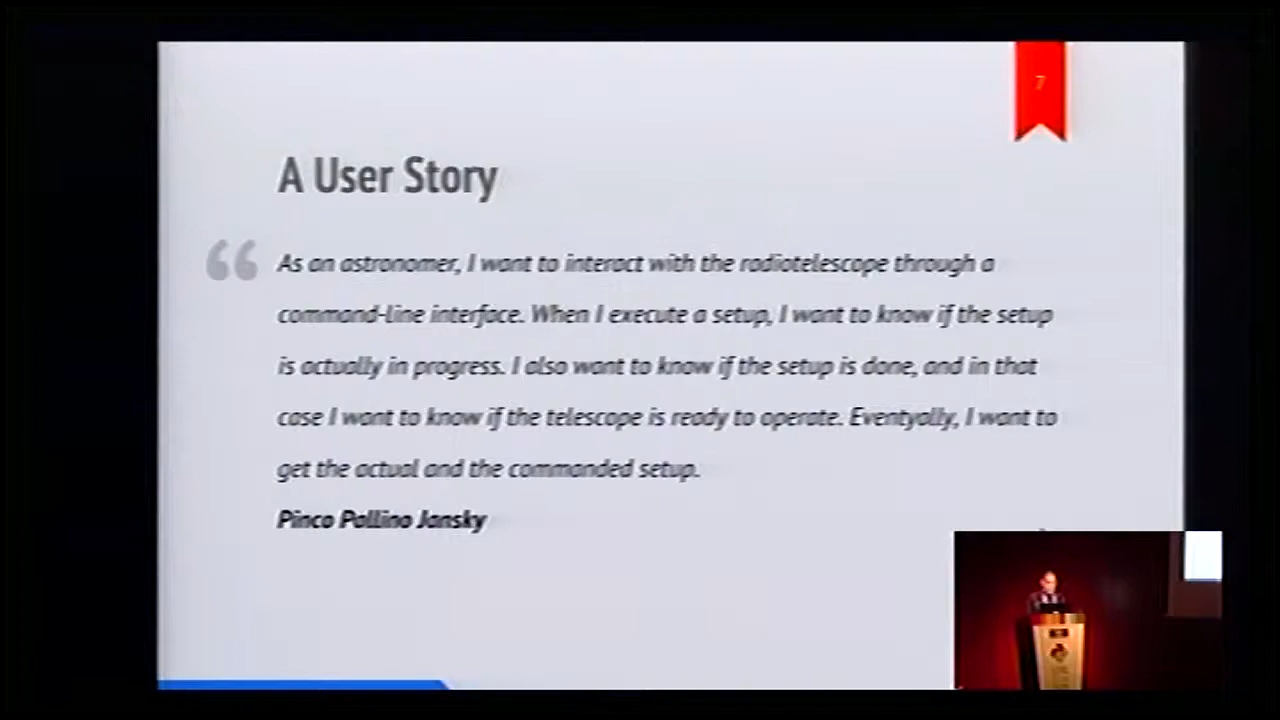 7
A User Story
“ As an astronomer, I want to interact with the radiotelescope through a
command-line interface. When I execute a setup, I want to know if the setup
is actually in progress. I also want to know if the setup is done, and in that
case I want to know if the telescope is ready to operate. Eventyally, I want to
get the actual and the commanded setup.
Pinco Pallino Jansky